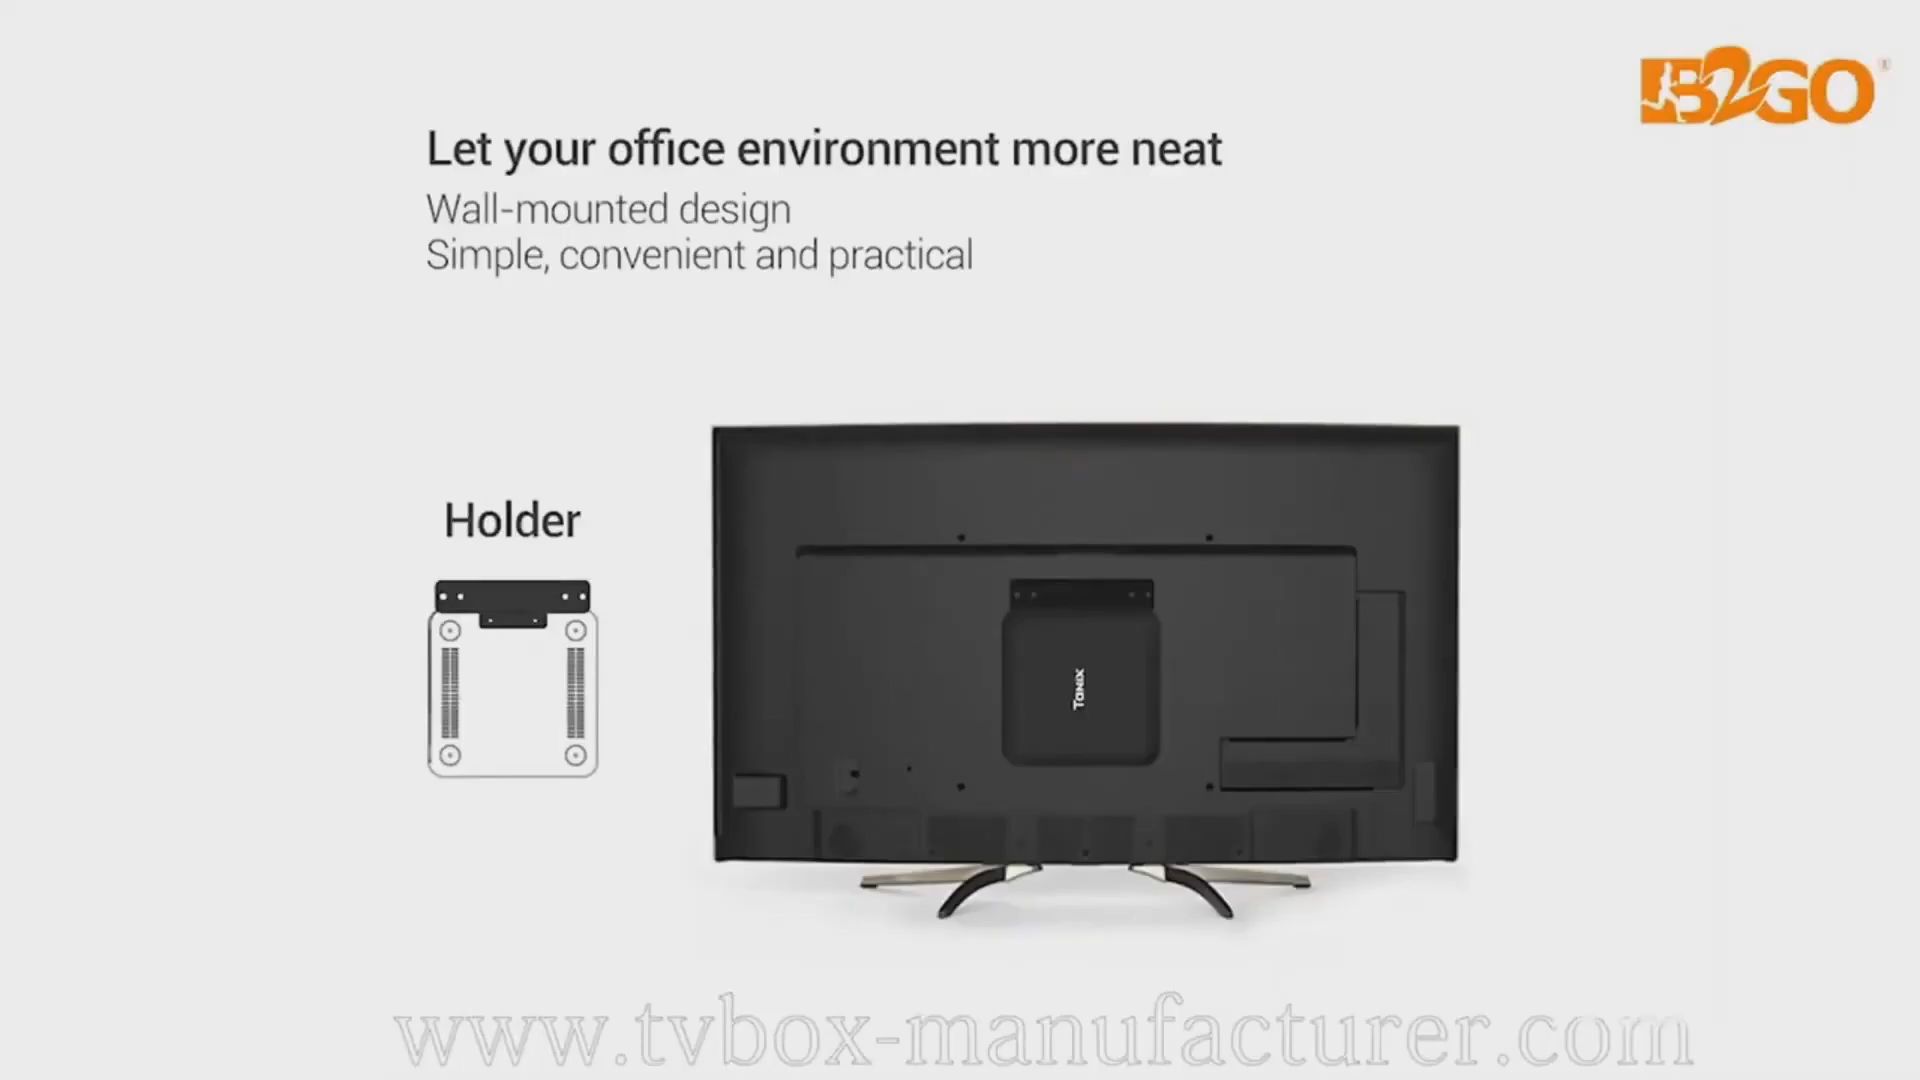 B2GO
Let your office environment more neat
Wall-mounted design
Simple, convenient and practical
Holder
Tanix
www.tvbox-manufacturer.com